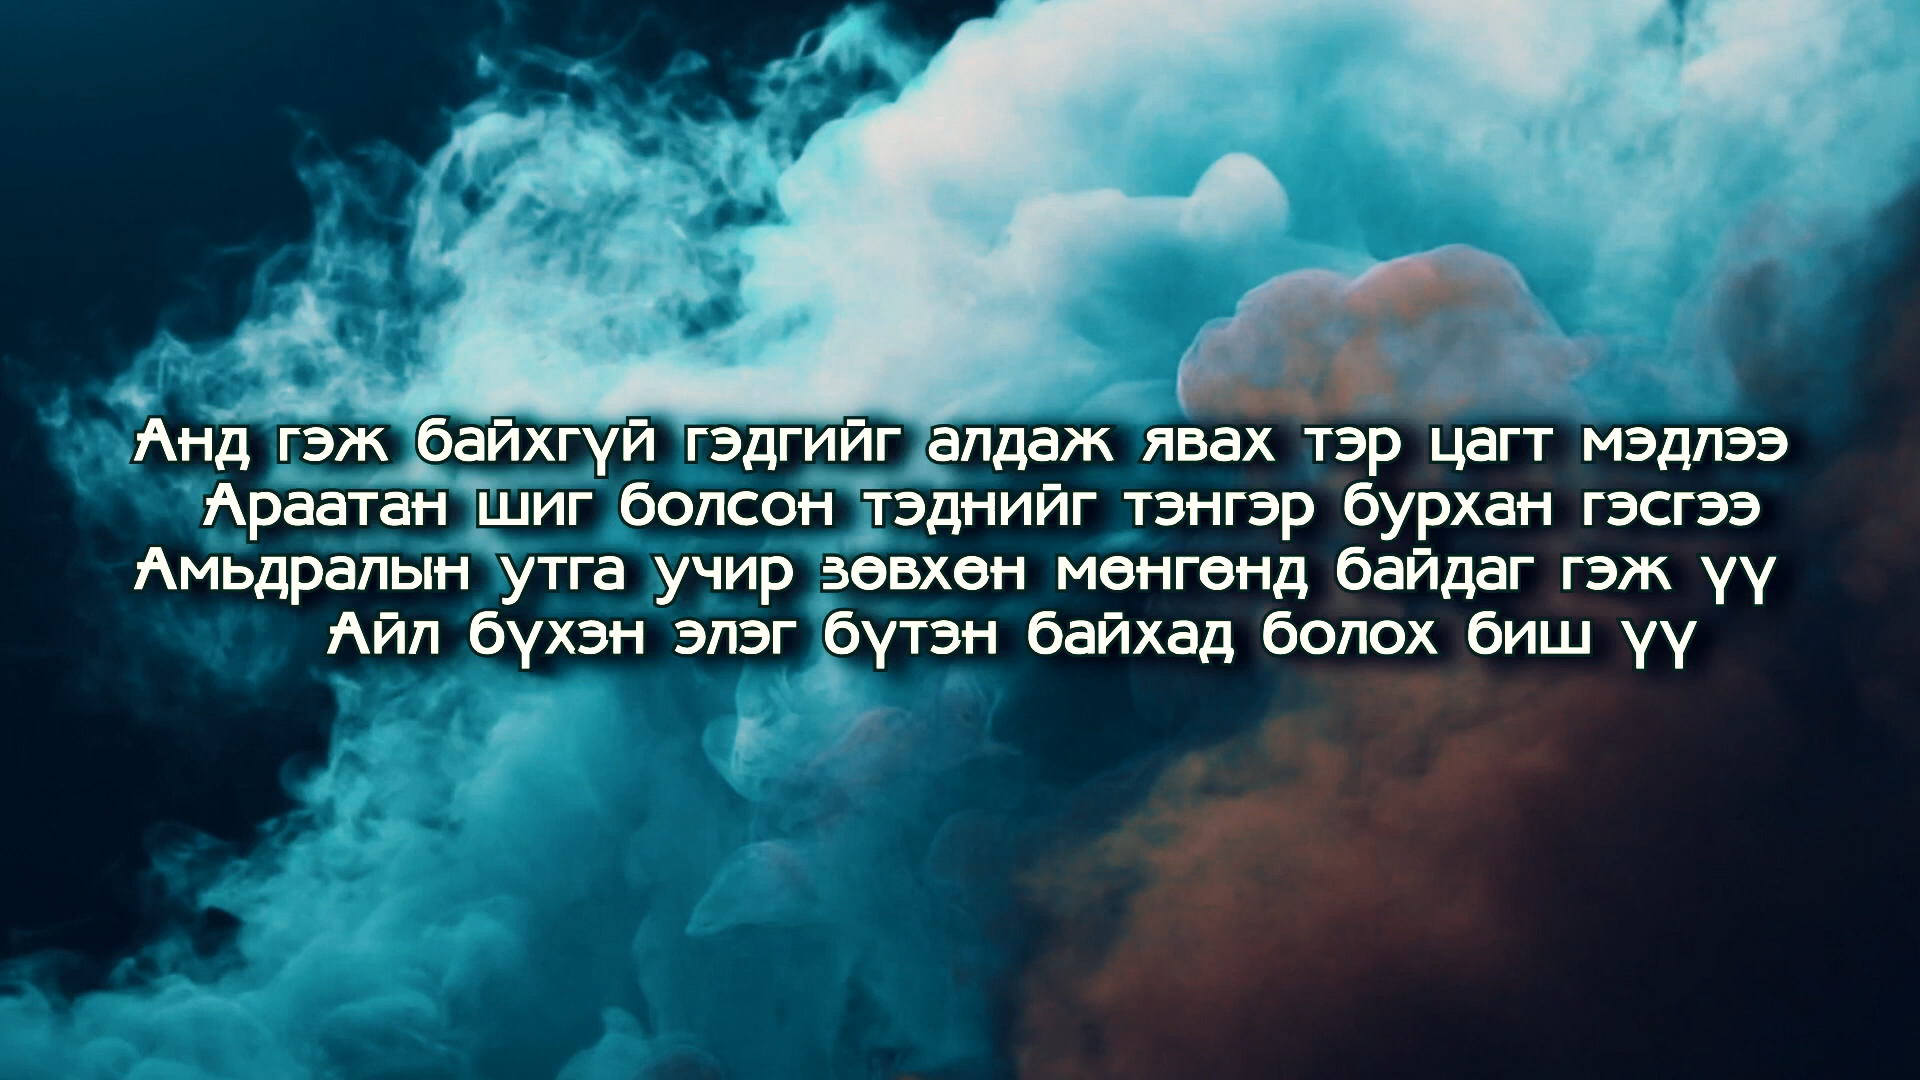 Анд гэж байхгүй гэдгийг алдаж явах тэр цагт мэдлээ
Араатан шиг болсон тэднийг тэнгэр бурхан гэсгээ
Амьдралын утга учир зөвхөн мөнгөнд байдаг гэж үү
Айл бүхэн элэг бүтэн байхад болох биш үү